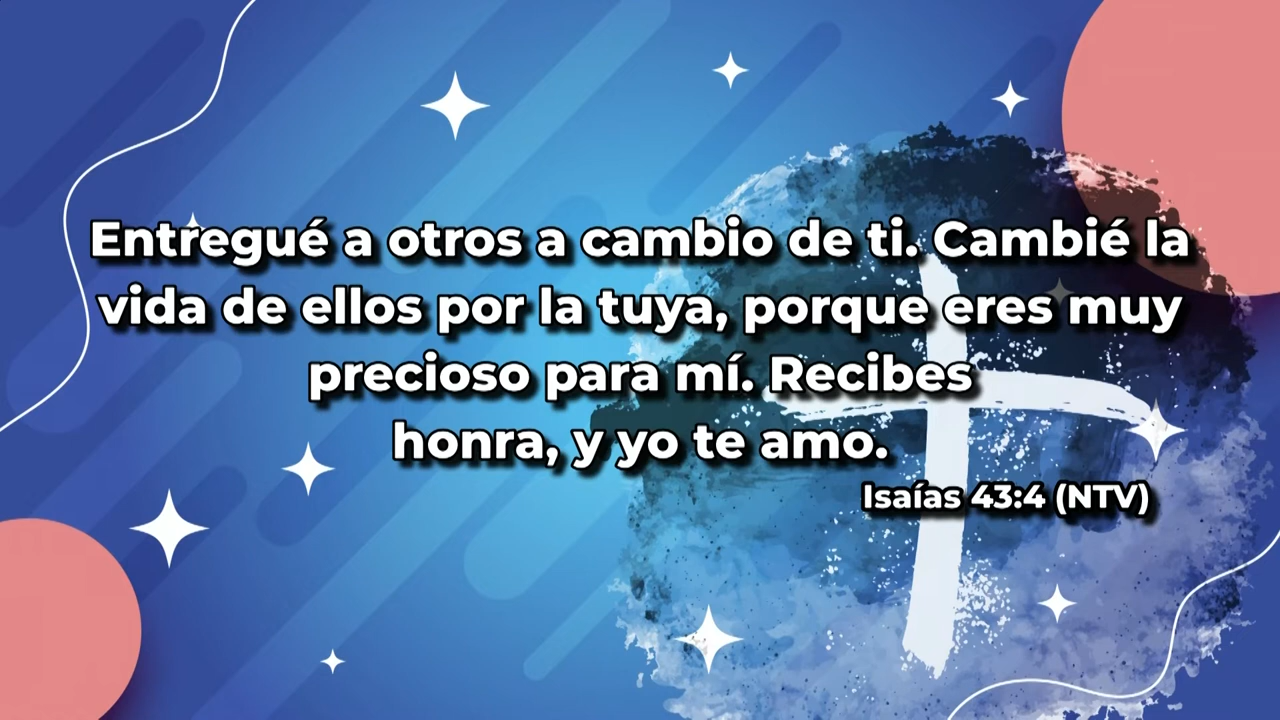 Entregué a otros a cambio de ti. Cambié la
vida de ellos por la tuya, porque eres muy
precioso para mí. Recibes
honra, y yo te amo.
Isaías 43:4 (NTV)